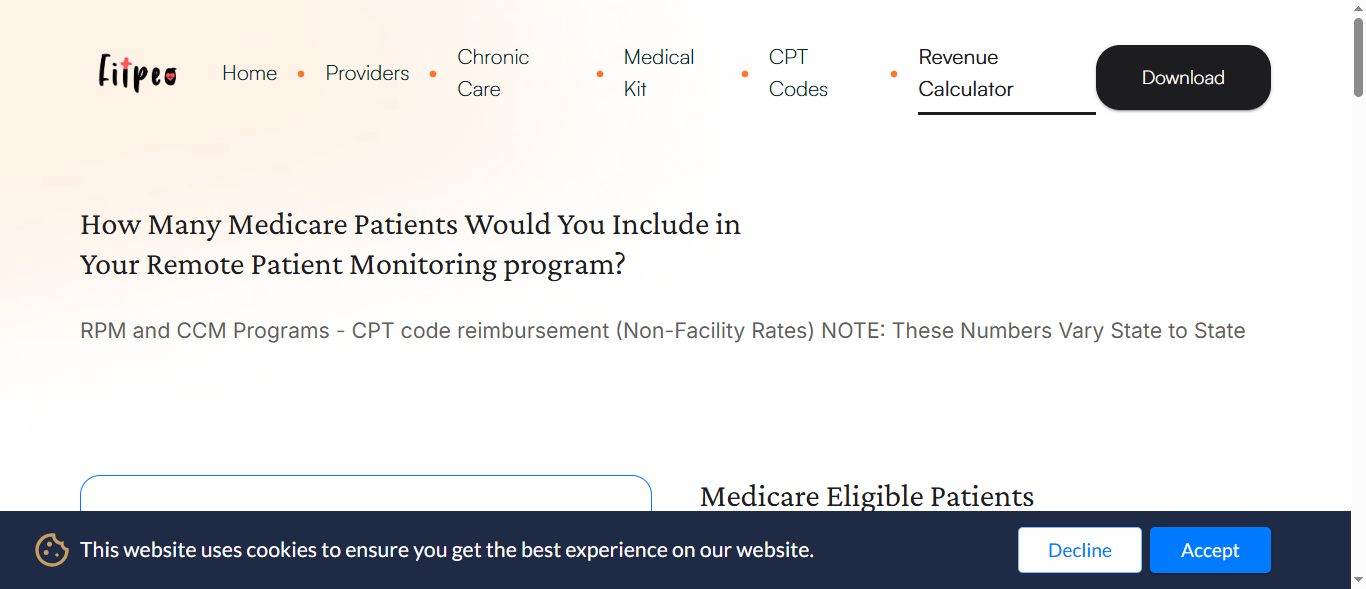 Fitpeo
Home
Providers
Chronic
Care
Medical
Kit
CPT
Codes
Revenue
Calculator
Download
How Many Medicare Patients Would You Include in
Your Remote Patient Monitoring program?
RPM and CCM Programs - CPT code reimbursement (Non-Facility Rates) NOTE: These Numbers Vary State to State
Medicare Eligible Patients
This website uses cookies to ensure you get the best experience on our website.
Decline
Accept